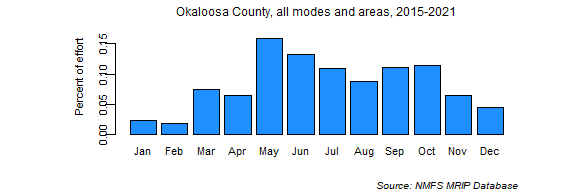 Okaloosa County, all modes and areas, 2015-2021
Percent of effort
0.15
0.10
0.05
0.00
Jan Feb Mar Apr May Jun Jul Aug Sep Oct Nov Dec
Source: NMFS MRIP Database